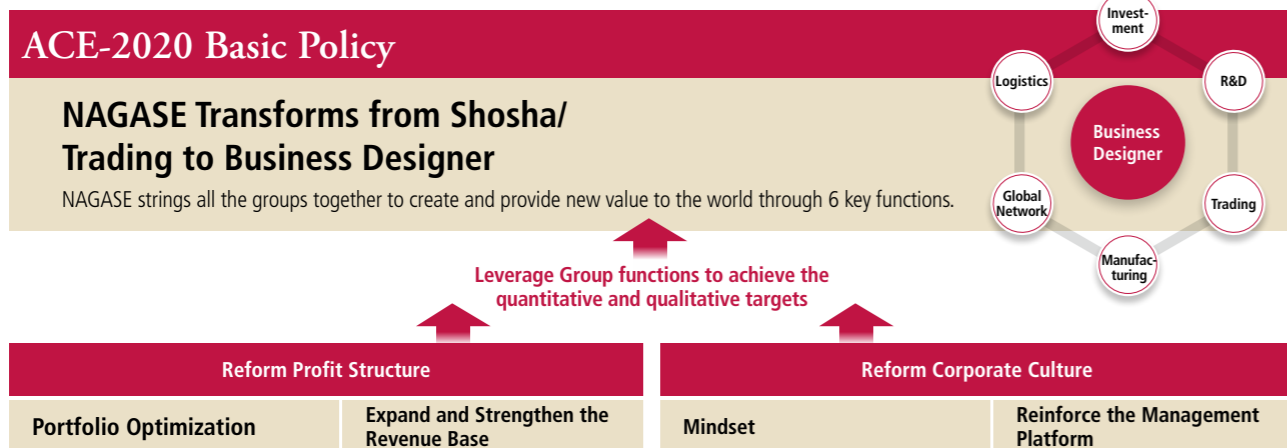 ACE-2020 Basic Policy
NAGASE Transforms from Shosha/
Trading to Business Designer
NAGASE strings all the groups together to create and provide new value to the world through 6 key functions.
Invest-
ment
Logistics
R&D
Business
Designer
Global
Network
Trading
Manufac-
turing
Leverage Group functions to achieve the
quantitative and qualitative targets
Reform Profit Structure
Reform Corporate Culture
Portfolio Optimization
Expand and Strengthen the
Revenue Base
Mindset
Reinforce the Management
Platform